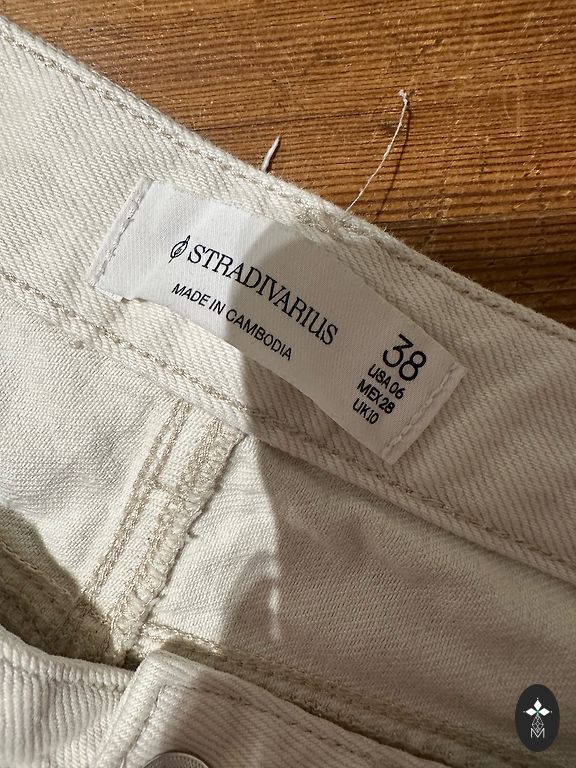 STRADIVARIUS
MADE IN CAMBODIA
38
USA 06
MEX 28
UK 10
M